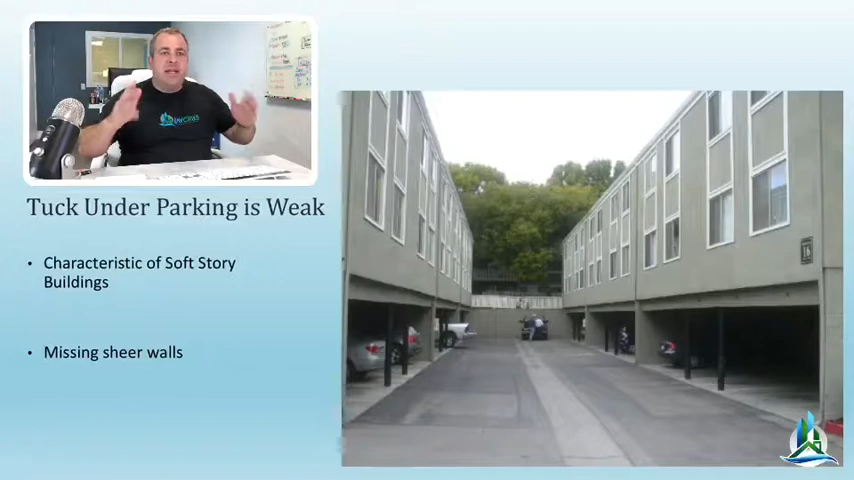 Tuck Under Parking is Weak
• Characteristic of Soft Story
Buildings
• Missing sheer walls